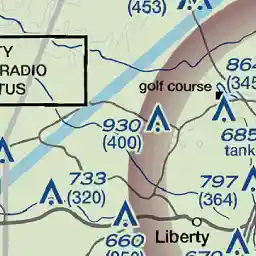 (453)
TY
RADIO
TUS
golf course
864
(345
930
(400)
685
tank
733
(320)
797
(364)
660
Liberty